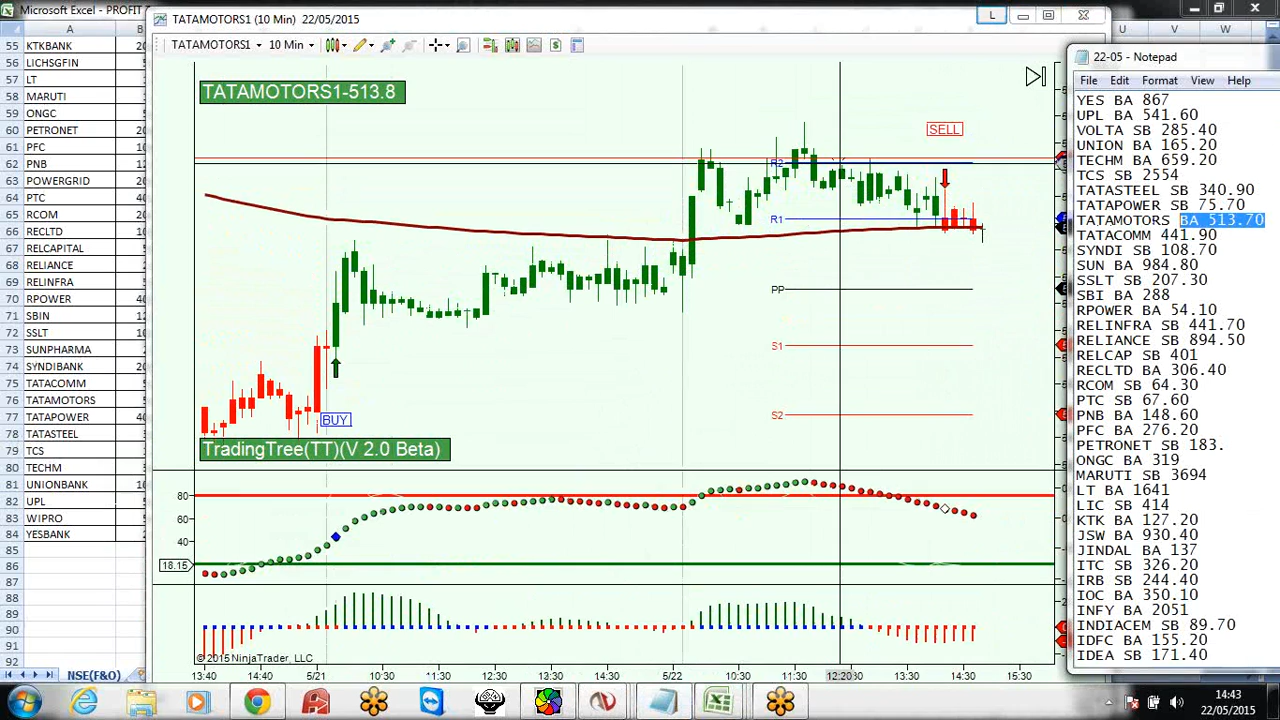 Microsoft Excel - PROFIT
TATAMOTORS1 (10 Min) 22/05/2015
L
A
U V W
TATAMOTORS1 10 Min
22-05 - Notepad
File Edit Format View Help
55 KTKBANK
56 LICHSGFIN
57 LT
58 MARUTI
59 ONGC
60 PETRONET
61 PFC
62 PNB
63 POWERGRID
64 PTC
65 RCOM
66 RECLTD
67 RELIANCE
68 RELINFRA
70 RPOWER
71 SBIN
72 SSLT
73 SUNPHARMA
74 SYNDIBANK
75 TATACOMM
76 TATAMOTORS
77 TATAPOWER
78 TATASTEEL
79 TCS
80 TECHM
81 UNIONBANK
82 UPL
83 WIPRO
84 YESBANK
85
86
87
88
89
90
91
92
NSE(F&O)
TATAMOTORS1-513.8
SELL
R2
R1
PP
S1
S2
BUY
TradingTree(TT)(V 2.0 Beta)
80
60
40
18.15
© 2015 NinjaTrader, LLC
13:40 14:40 5/21 11:30 12:30 13:30 14:30 5/22 10:30 11:30 12:20 13:30 14:30 15:30
YES BA 867
UPL BA 541.60
VOLTA SB 285.40
UNION BA 165.20
TECHM BA 659.20
TCS SB 2554
TATASTEEL SB 340.90
TATAPOWER SB 75.70
TATAMOTORS BA 513.70
TATACOMM 441.90
SYNDI SB 108.70
SUN BA 984.80
SSLT SB 207.30
SBI BA 288
RPOWER BA 54.10
RELINFRA SB 441.70
RELIANCE SB 894.50
RELCAP SB 401
RECLTD BA 306.40
RCOM SB 64.30
PTC SB 67.60
PNB BA 148.60
PFC BA 276.20
PETRONET SB 183.
ONGC BA 319
MARUTI SB 3694
LT BA 1641
LIC SB 414
KTK BA 127.20
JSW BA 930.40
JINDAL BA 137
ITC SB 326.20
IRB SB 244.40
IOC BA 350.10
INFY BA 2051
INDIACEM SB 89.70
IDFC BA 155.20
IDEA SB 171.40
14:43
22/05/2015